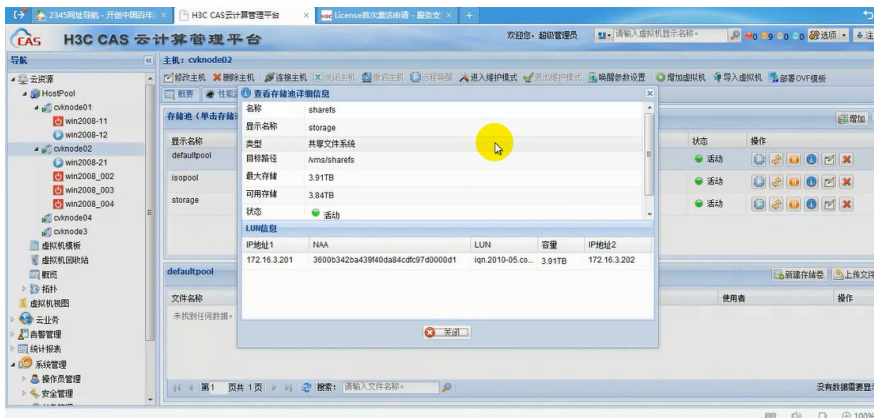 2345网址导航 - 开创中国百年
H3C CAS云计算管理平台
License首次激活申请 - 服务支
CAS
H3C CAS 云计算管理平台
欢迎您, 超级管理员
请输入虚拟机显示名称。
选项
导航
主机: cvknode02
云资源
HostPool
cvknode01
win2008-11
win2008-12
cvknode02
win2008-21
win2008_002
win2008_003
win2008_004
cvknode04
cvknode3
虚拟机模板
虚拟机回收站
概览
拓扑
虚拟机视图
云业务
告警管理
统计报表
系统管理
操作员管理
安全管理
修改主机 删除主机 连接主机 关闭主机 重启主机 远程唤醒 进入维护模式 退出维护模式 唤醒参数设置 增加虚拟机 导入虚拟机 部署OVF模板
概要
存储池 (单击存储
增加
显示名称
状态
操作
defaultpool
活动
isopool
活动
storage
活动
查看存储池详细信息
名称 sharefs
显示名称 storage
类型 共享文件系统
目标路径 /vms/sharefs
最大存储 3.91TB
可用存储 3.84TB
状态 活动
LUN信息
IP地址1 NAA LUN 容量 IP地址2
172.16.3.201 3600b342ba439f40da84cdfc97d0000d1 iqn.2010-05.co... 3.91TB 172.16.3.202
关闭
defaultpool
新建存储卷 上传文件
文件名称
使用者
操作
未找到任何数据。
第 1 页共 1 页
搜索: 请输入文件名称。
没有数据需要显
100%